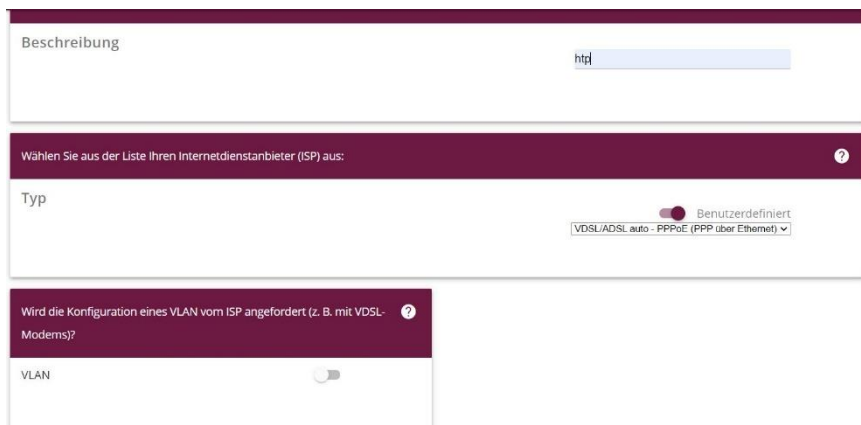 Beschreibung
htp
Wählen Sie aus der Liste Ihren Internetdienstanbieter (ISP) aus:
?
Typ
Benutzerdefiniert
VDSL/ADSL auto - PPPoE (PPP über Ethernet)
Wird die Konfiguration eines VLAN vom ISP angefordert (z. B. mit VDSL-
?
Modems)?
VLAN